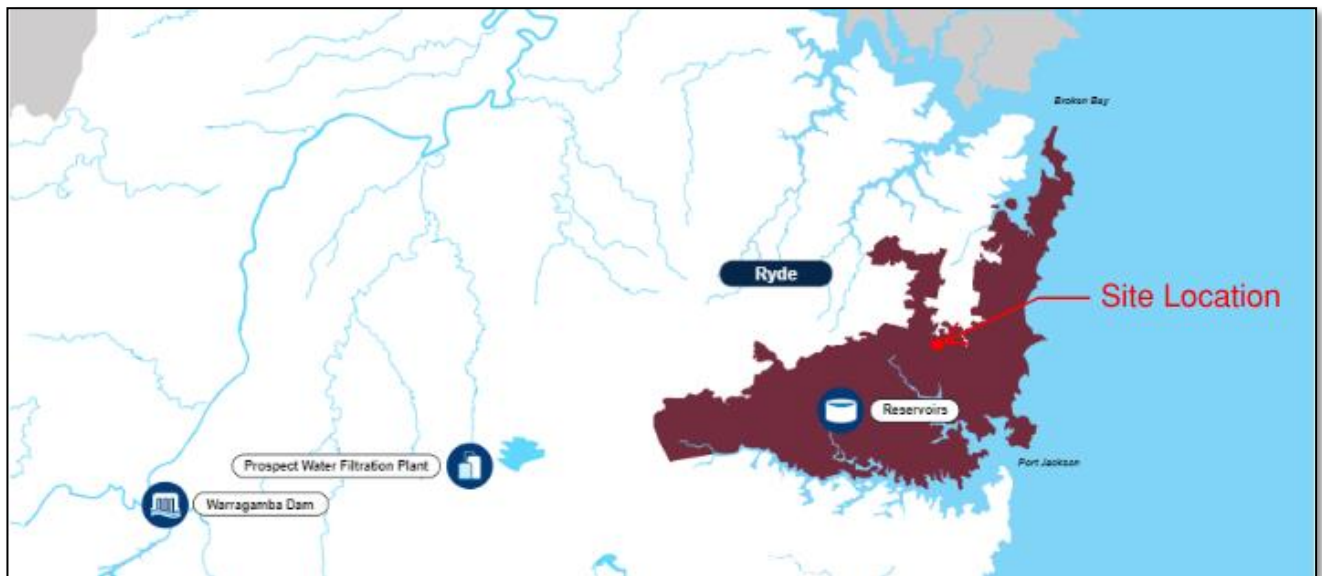 Broken Bay
Ryde
Site Location
Reservoirs
Port Jackson
Prospect Water Filtration Plant
Warragamba Dam